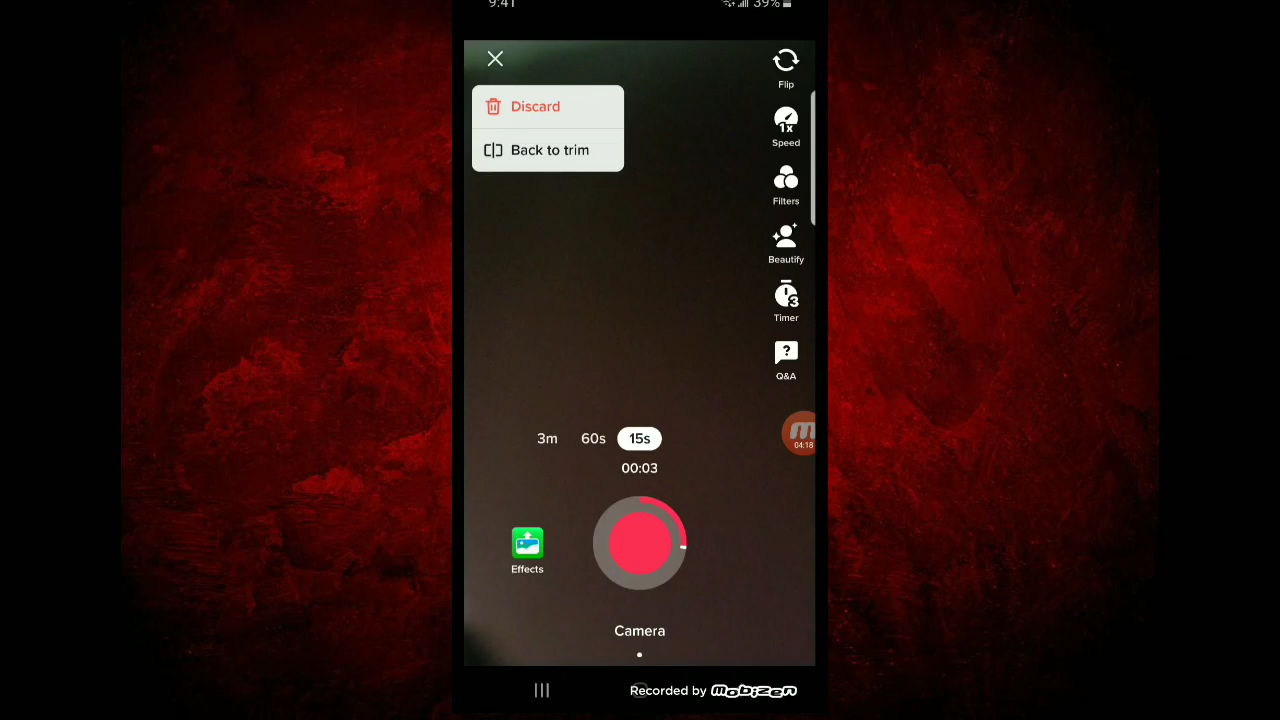 9:41
39%
Flip
Discard
1x
Speed
Back to trim
Filters
Beautify
3
Timer
?
Q&A
3m 60s 15s
04:18
00:03
Effects
Camera
Recorded by Mobizen